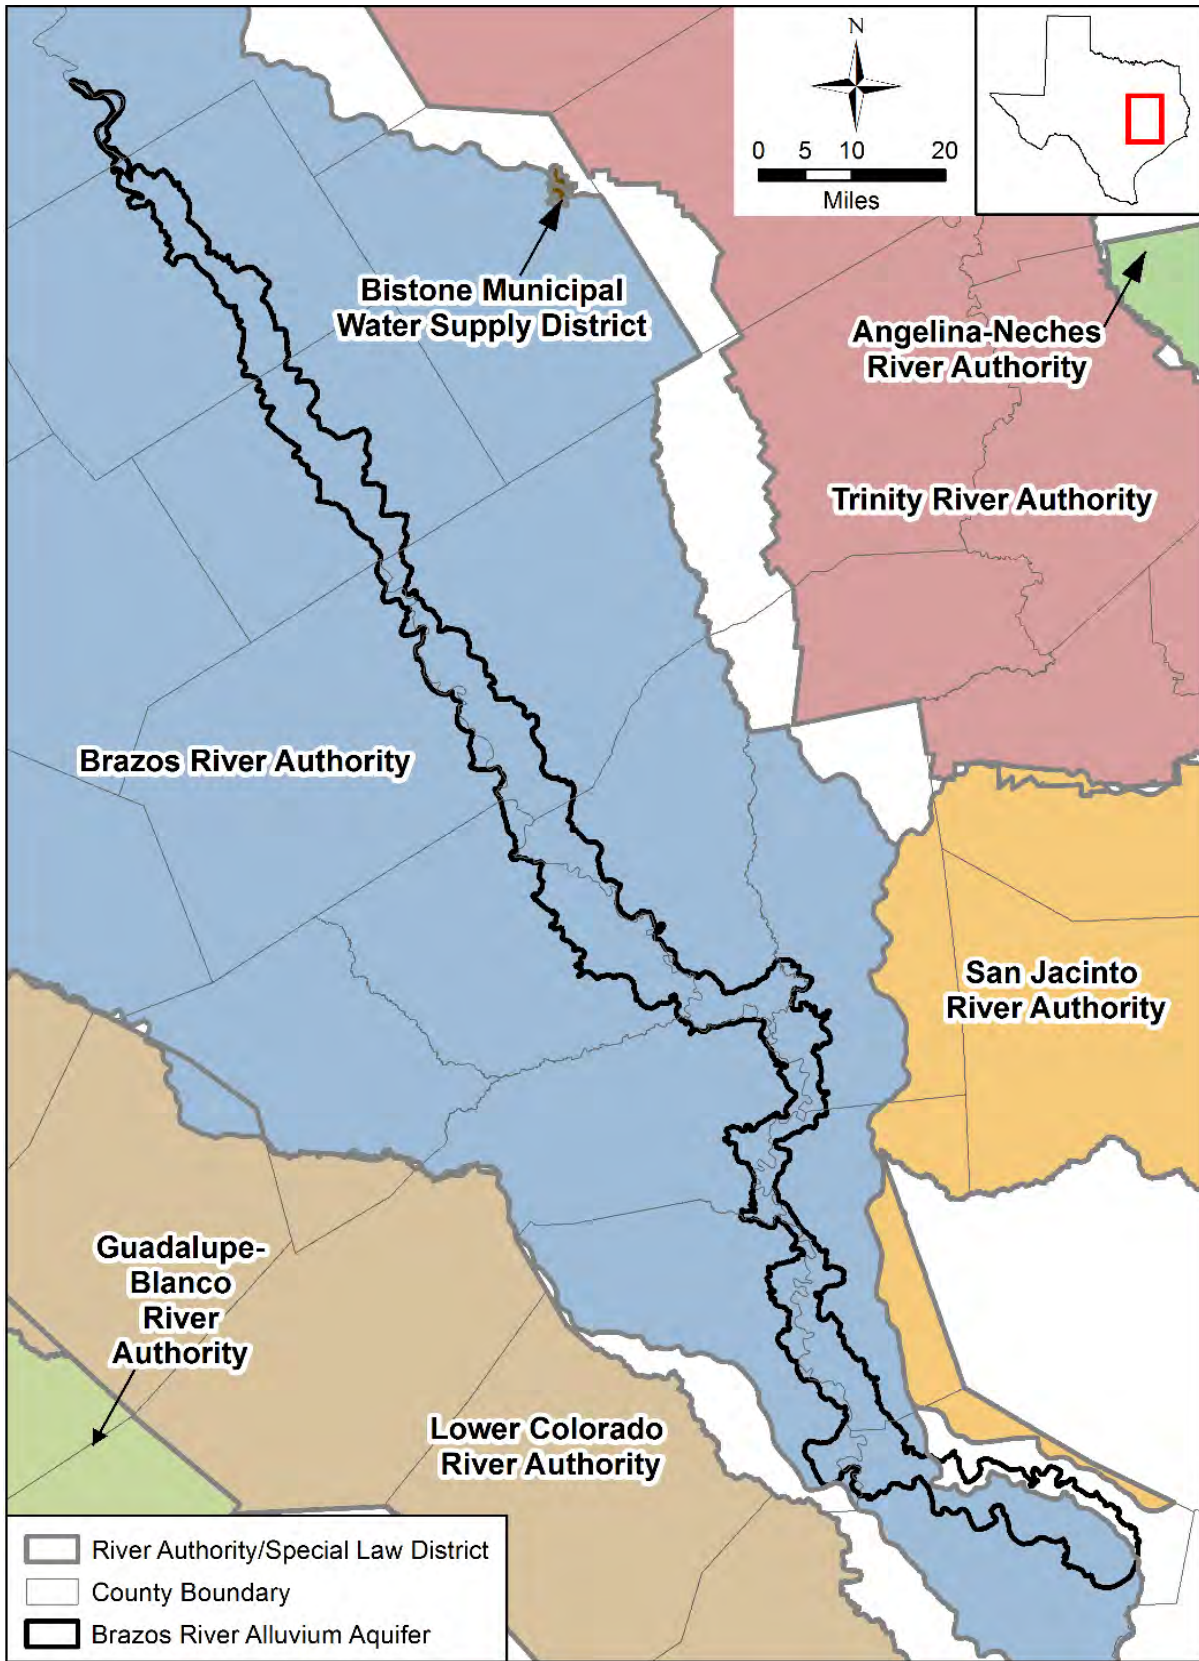 N
0 5 10 20
Miles
Bistone Municipal
Water Supply District
Angelina-Neches
River Authority
Trinity River Authority
Brazos River Authority
San Jacinto
River Authority
Guadalupe-
Blanco
River
Authority
Lower Colorado
River Authority
River Authority/Special Law District
County Boundary
Brazos River Alluvium Aquifer